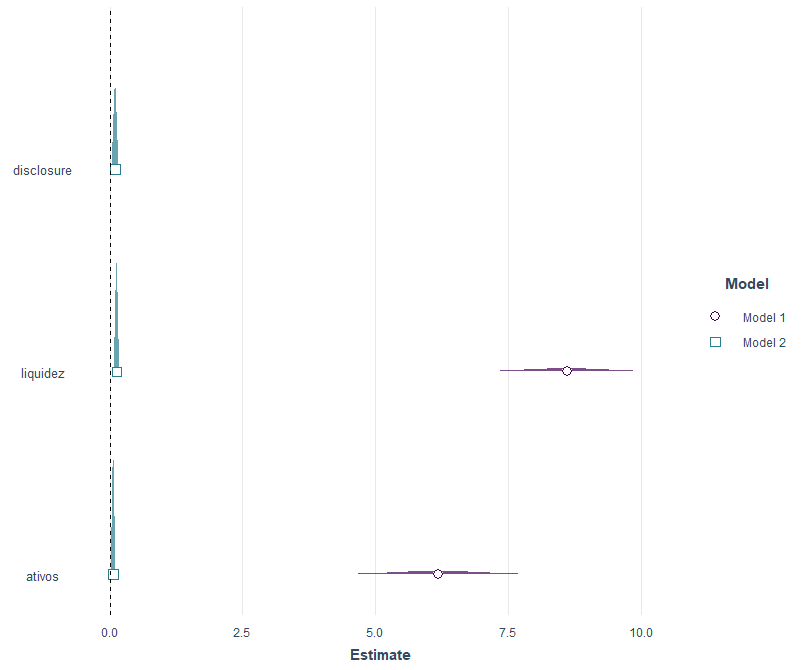 disclosure
liquidez
ativos
0.0
2.5
5.0
7.5
10.0
Estimate
Model
Model 1
Model 2